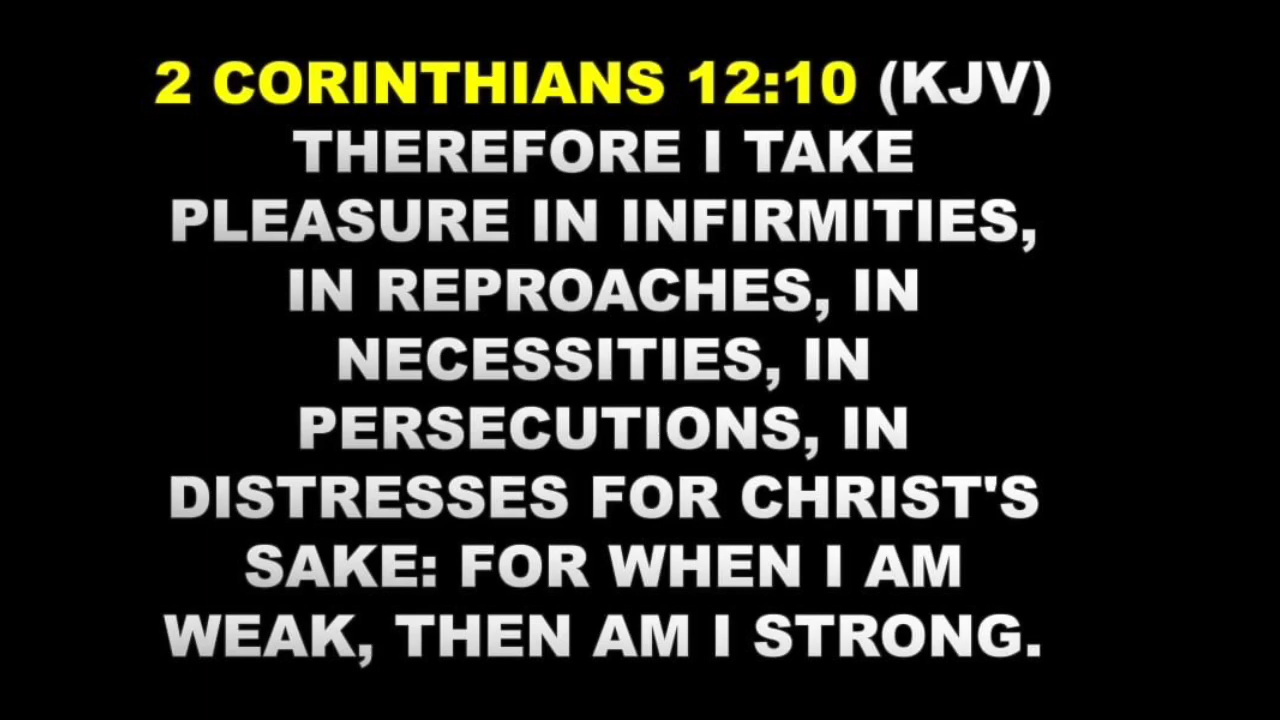 2 CORINTHIANS 12:10 (KJV)
THEREFORE I TAKE
PLEASURE IN INFIRMITIES,
IN REPROACHES, IN
NECESSITIES, IN
PERSECUTIONS, IN
DISTRESSES FOR CHRIST'S
SAKE: FOR WHEN I AM
WEAK, THEN AM I STRONG.